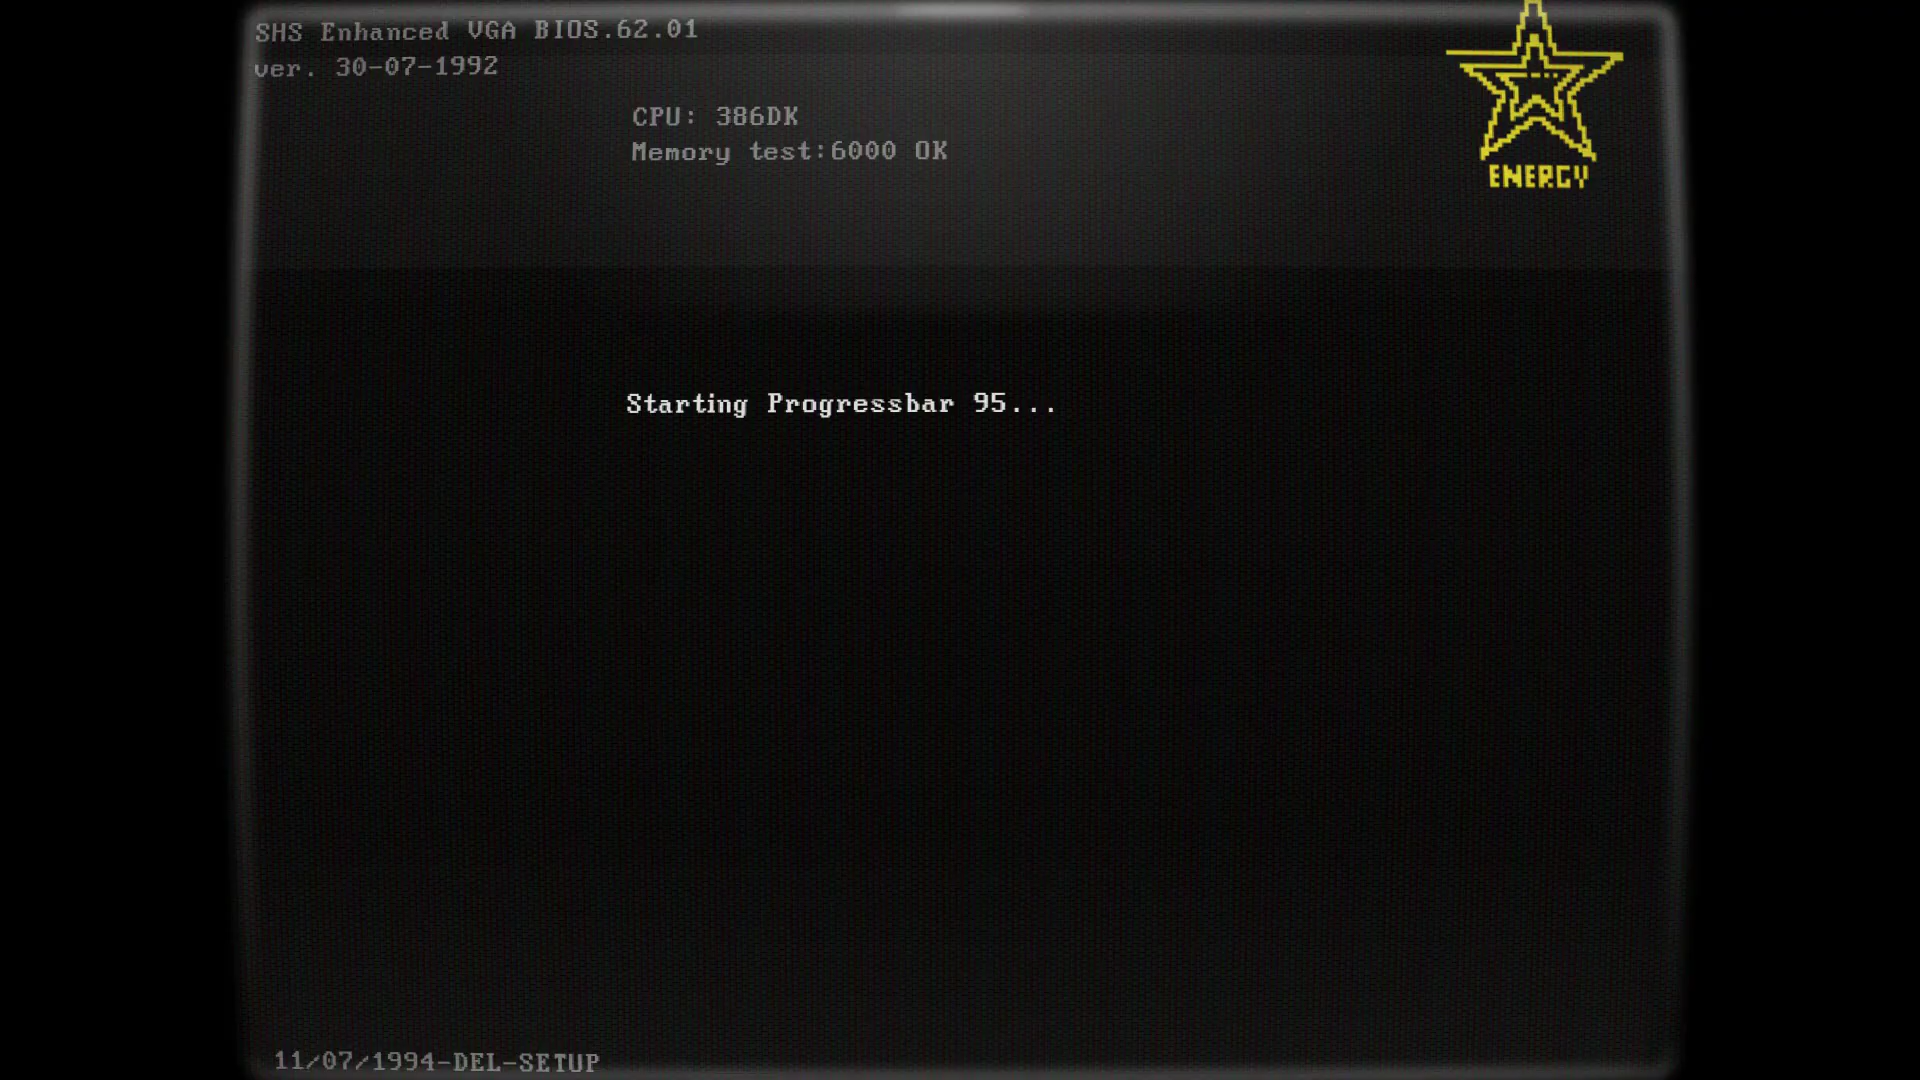 SHS Enhanced VGA BIOS.62.01
ver. 30-07-1992
CPU: 386DK
Memory test:6000 OK
ENERGY
Starting Progressbar 95...
11/07/1994-DEL-SETUP